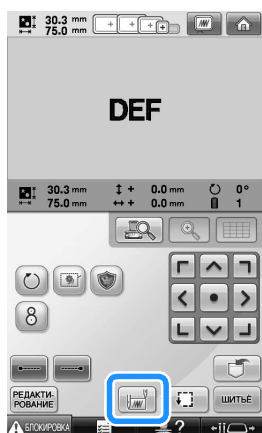 30.3 mm
75.0 mm
DEF
30.3 mm + 0.0 mm 0°
75.0 mm + 0.0 mm 1
РЕДАКТИ-
РОВАНИЕ
ШИТЬЁ
БЛОКИРОВКА ?